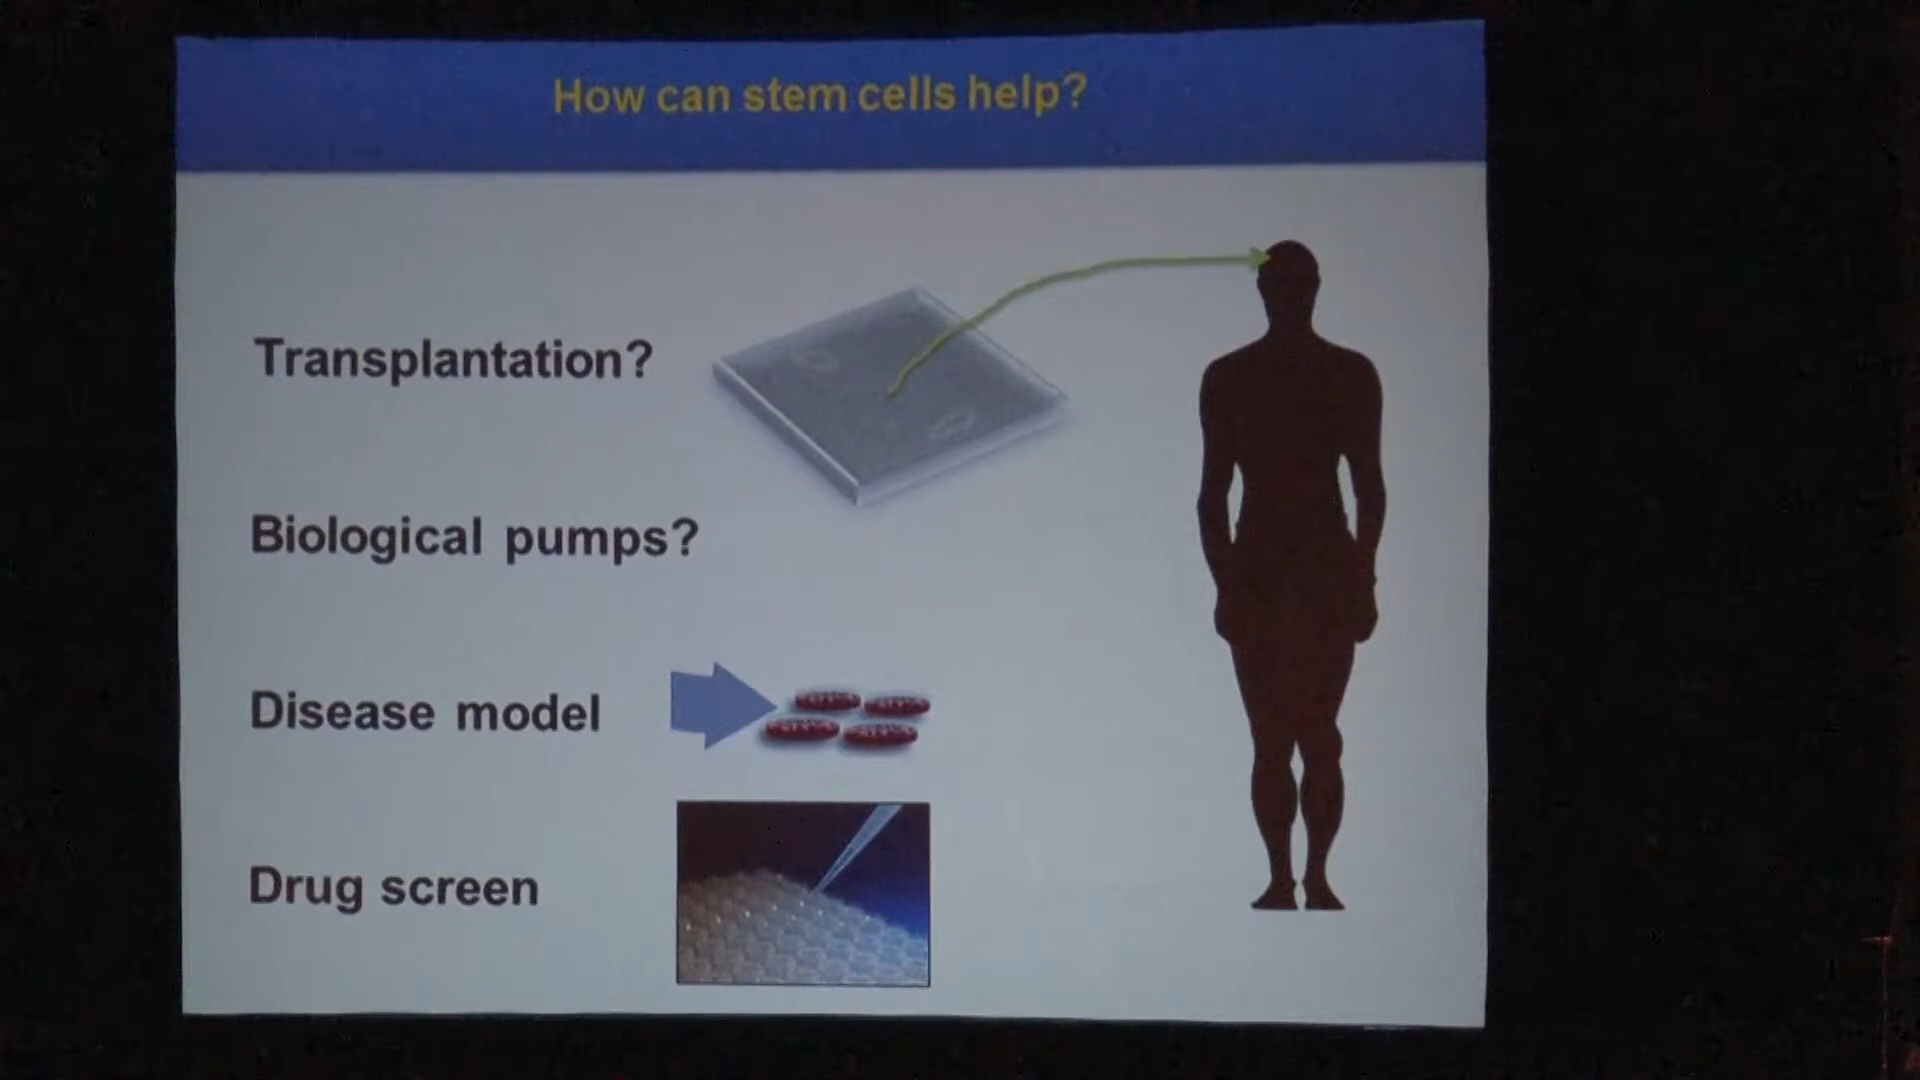 How can stem cells help?
Transplantation?
Biological pumps?
Disease model
Drug screen